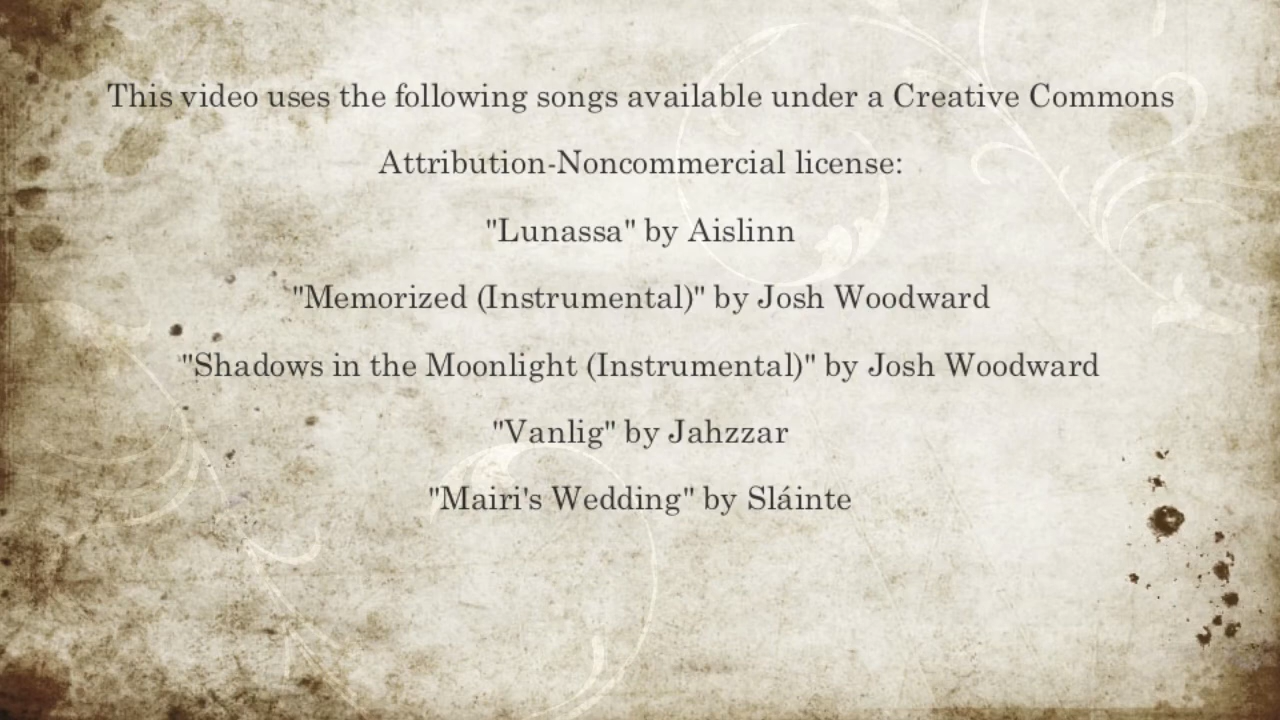 This video uses the following songs available under a Creative Commons
Attribution-Noncommercial license:
"Lunassa" by Aislinn
"Memorized (Instrumental)" by Josh Woodward
"Shadows in the Moonlight (Instrumental)" by Josh Woodward
"Vanlig" by Jahzzar
"Mairi's Wedding" by Sláinte